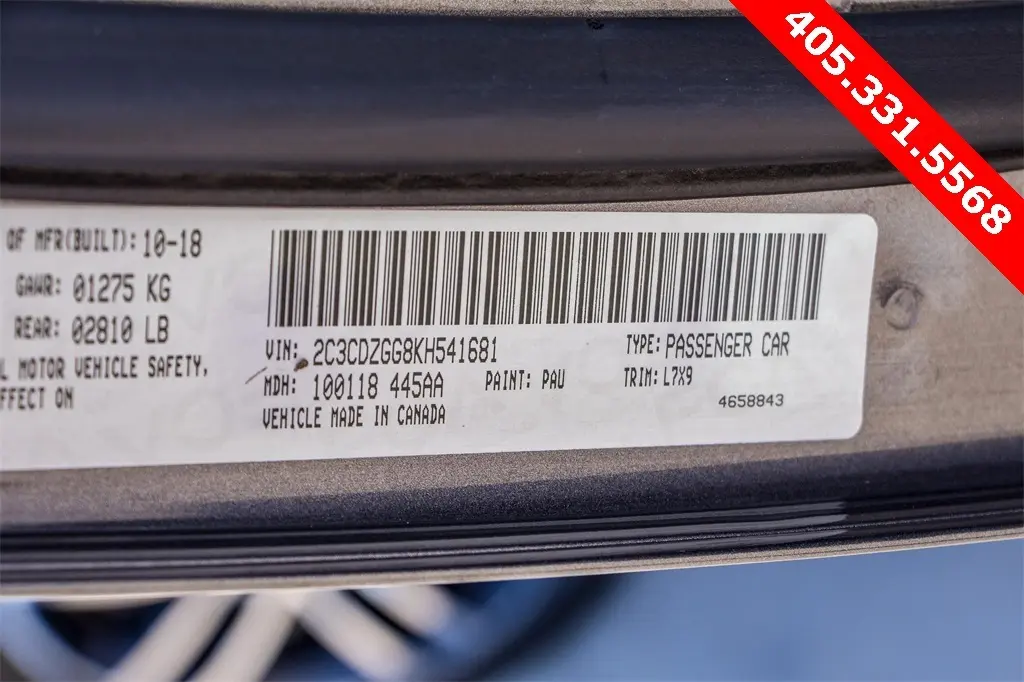 405.331.5568
OF MFR(BUILT): 10-18
GAWR: 01275 KG
REAR: 02810 LB
L MOTOR VEHICLE SAFETY,
FFECT ON
VIN: 2C3CDZGG8KH541681 TYPE: PASSENGER CAR
MDH: 100118 445AA PAINT: PAU TRIM: L7X9
VEHICLE MADE IN CANADA 4658843